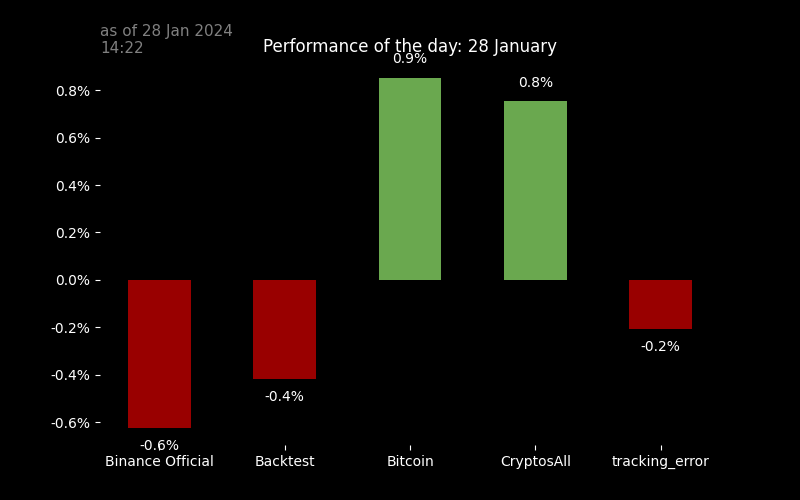 as of 28 Jan 2024
14:22
Performance of the day: 28 January
0.9%
0.8%
0.8%
0.6%
0.4%
0.2%
0.0%
-0.2%
-0.2%
-0.4%
-0.4%
-0.6%
-0.6%
Binance Official
Backtest
Bitcoin
CryptosAll
tracking_error